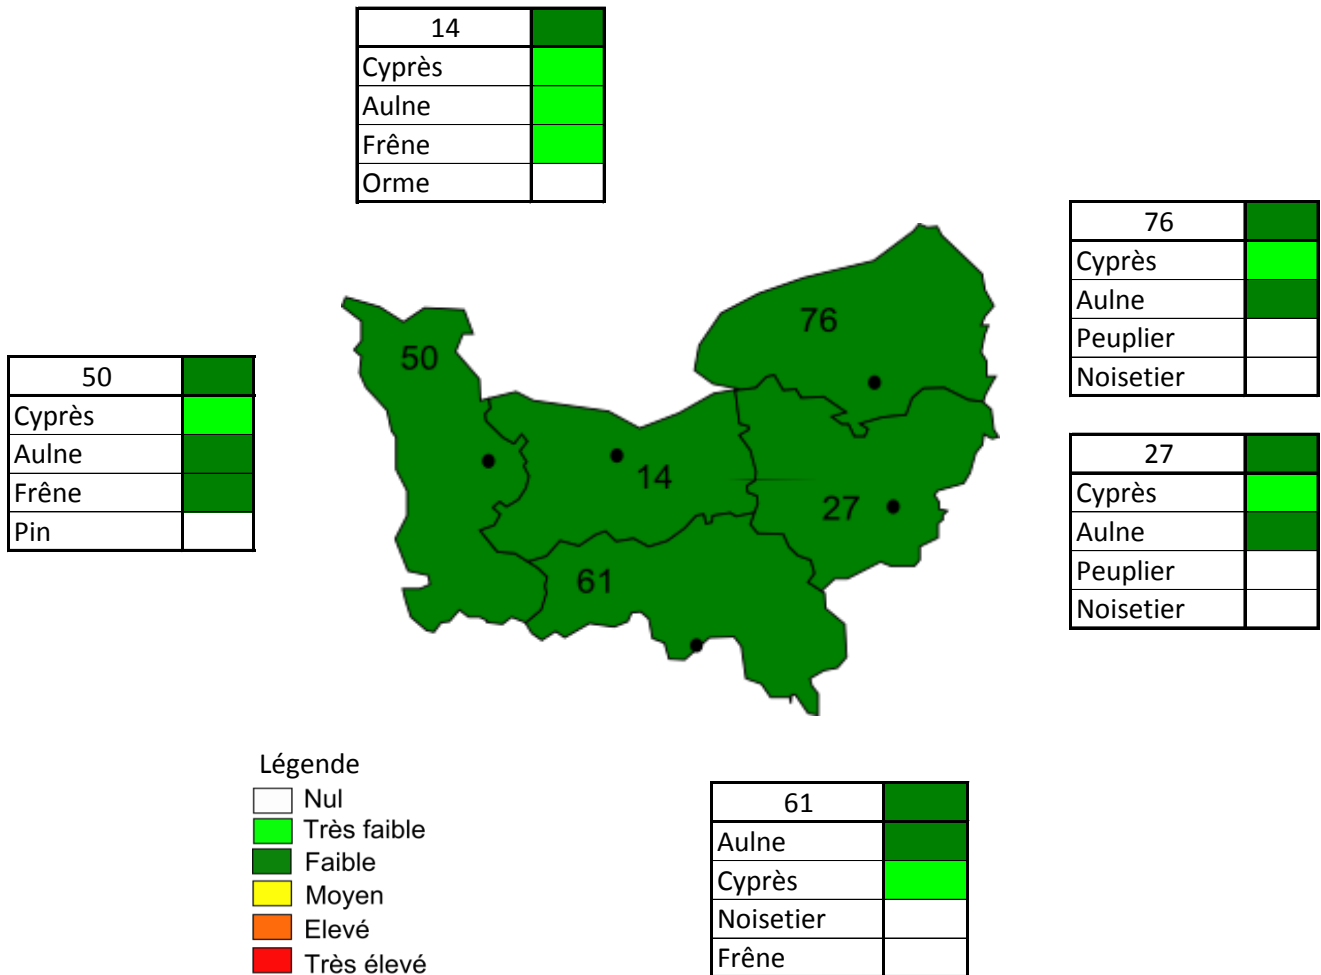 14
Cyprès
Aulne
Frêne
Orme
76
Cyprès
Aulne
Peuplier
Noisetier
50
Cyprès
Aulne
Frêne
Pin
76
50
14
27
61
27
Cyprès
Aulne
Peuplier
Noisetier
Légende
Nul
Très faible
Faible
Moyen
Elevé
Très élevé
61
Aulne
Cyprès
Noisetier
Frêne